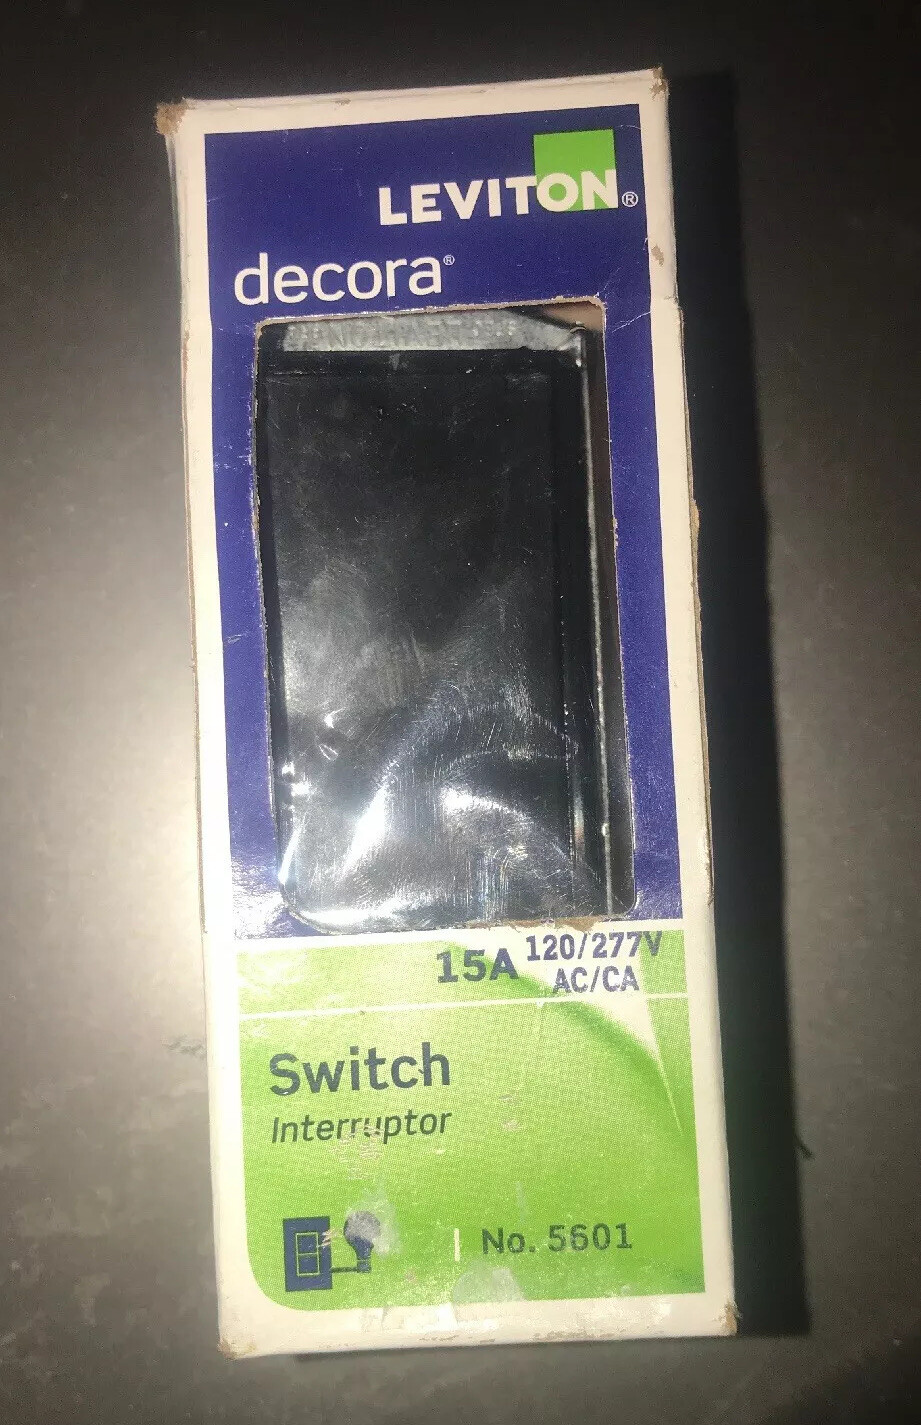 LEVITON®
decora®
15A 120/277V
AC/CA
Switch
Interruptor
No. 5601